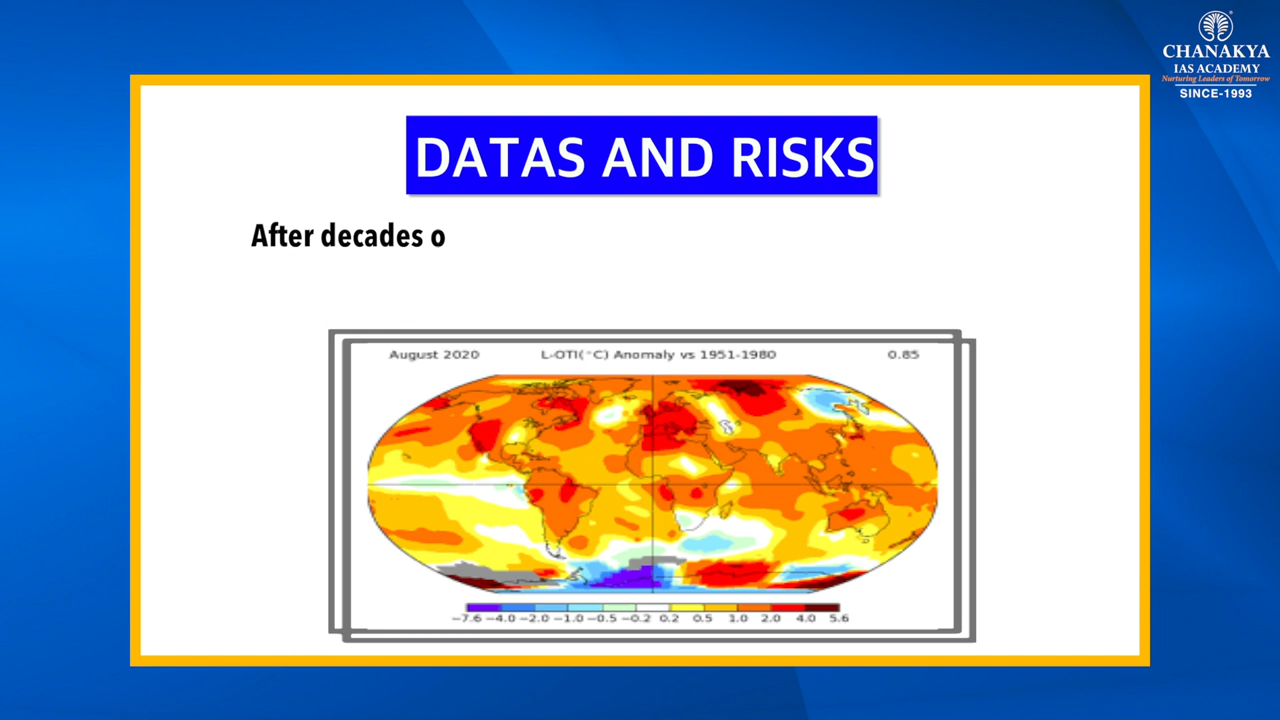 CHANAKYA
IAS ACADEMY
Nurturing Leaders of Tomorrow
SINCE-1993
DATAS AND RISKS
After decades o
August 2020 L-OTI(°C) Anomaly vs 1951-1980 0.85
-7.6 -4.0 -2.0 -1.0 -0.5 -0.2 0.2 0.5 1.0 2.0 4.0 5.6